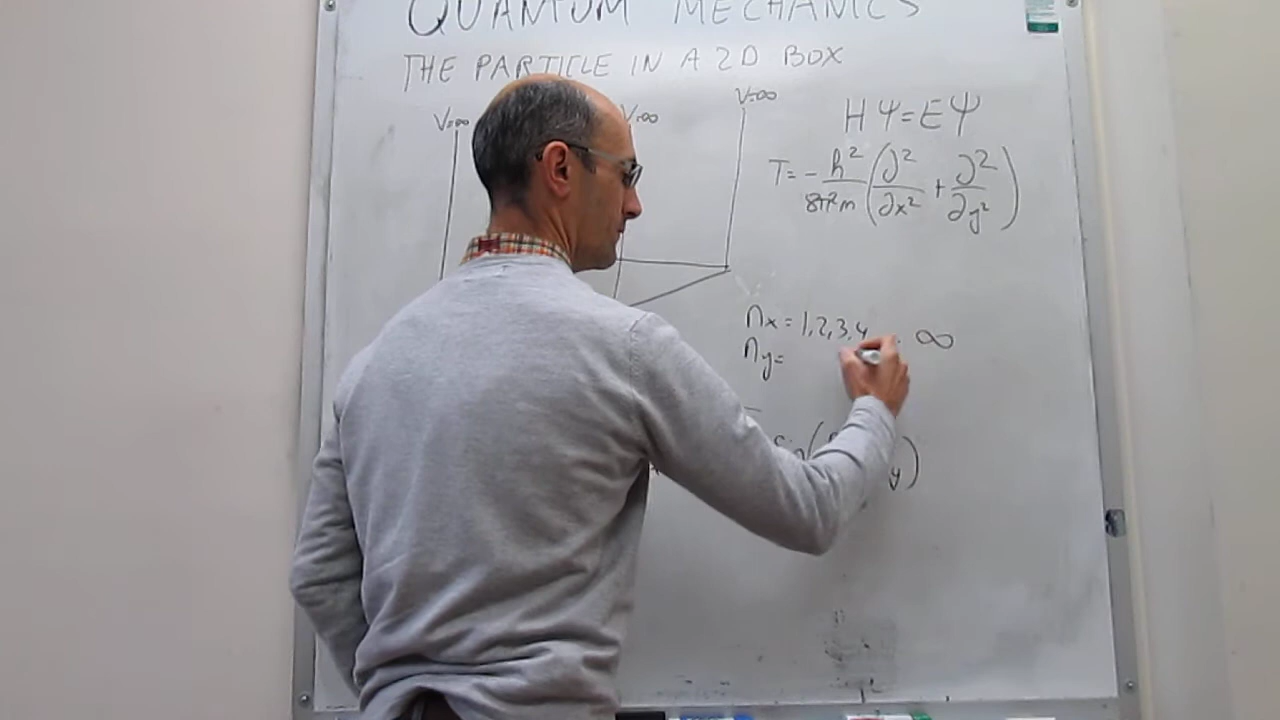 QUANTUM MECHANICS
THE PARTICLE IN A 2D BOX
V=∞ V=∞ V=∞
HΨ=EΨ
T=-h²/8π²m(∂²/∂x²+∂²/∂y²)
nx=1,2,3,4... ∞
ny=
sin( y)